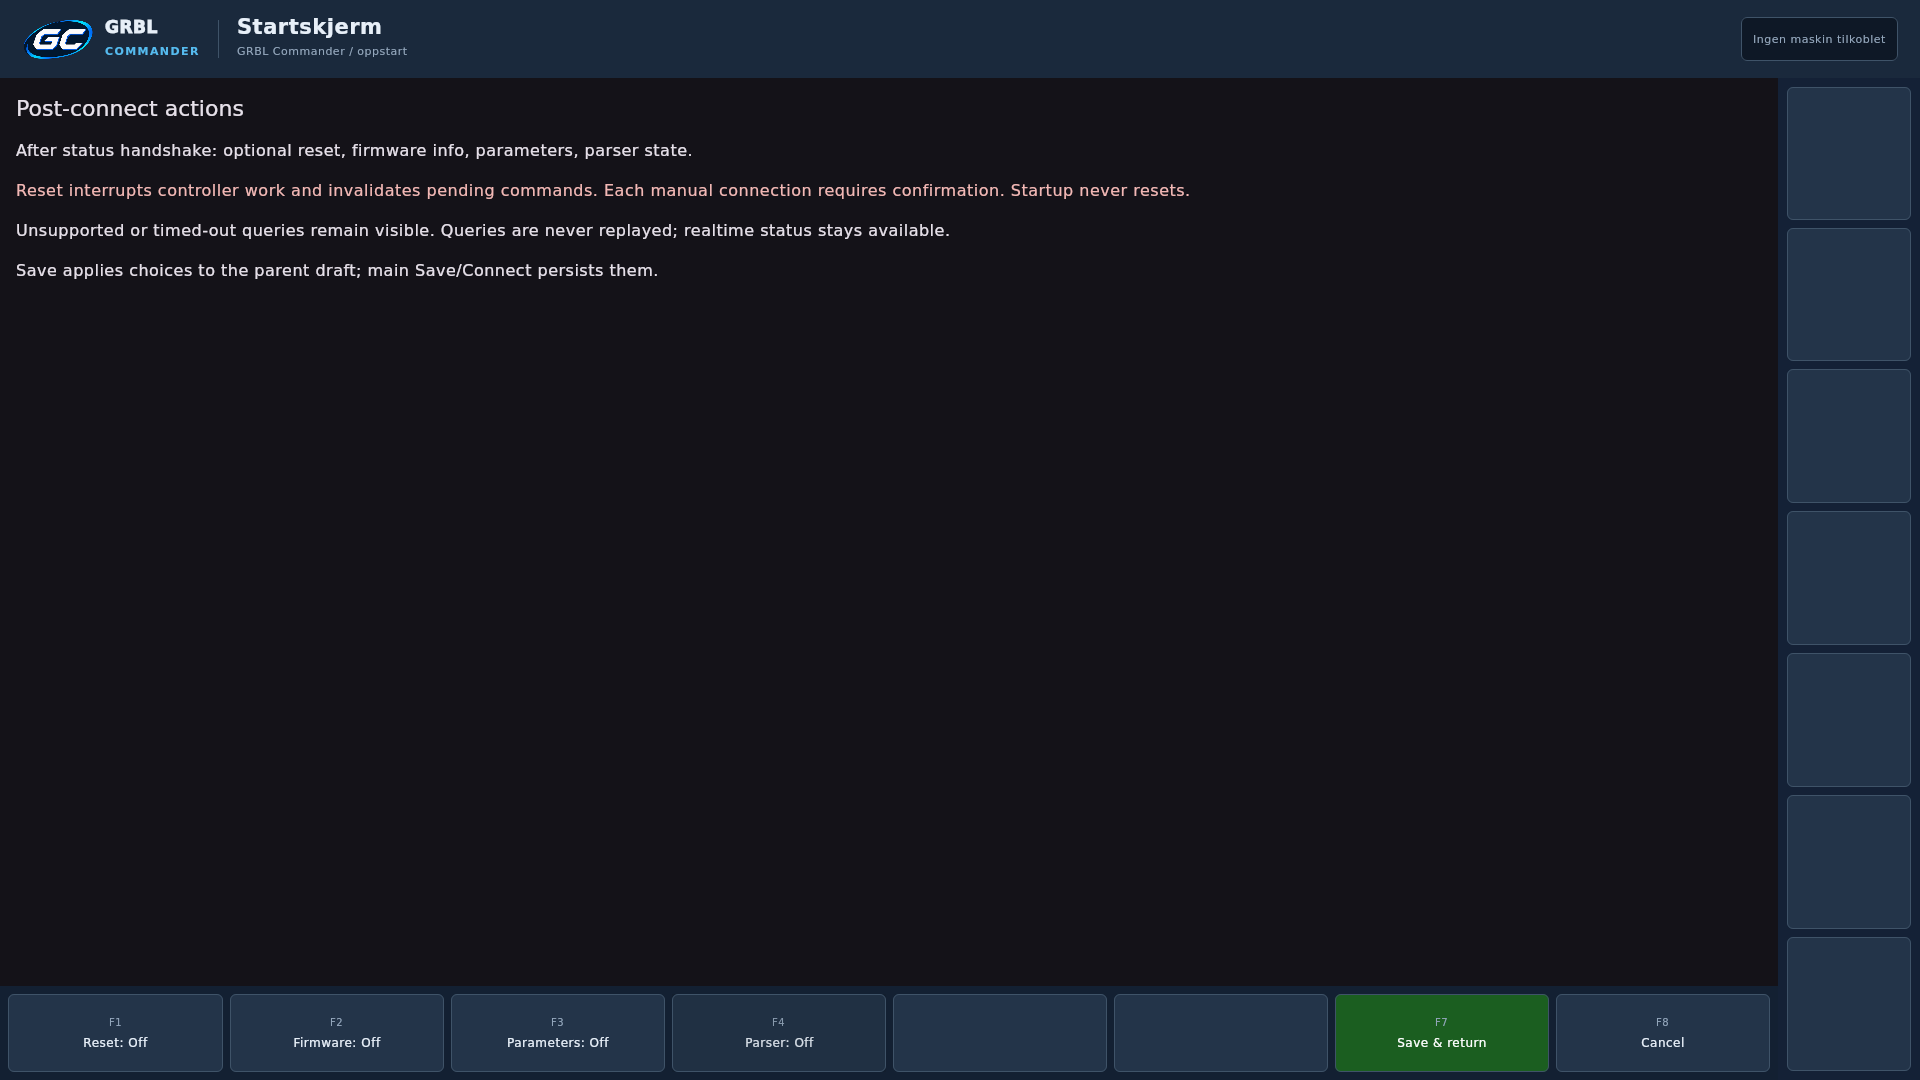 GC
GRBL
COMMANDER
Startskjerm
GRBL Commander / oppstart
Ingen maskin tilkoblet
Post-connect actions
After status handshake: optional reset, firmware info, parameters, parser state.
Reset interrupts controller work and invalidates pending commands. Each manual connection requires confirmation. Startup never resets.
Unsupported or timed-out queries remain visible. Queries are never replayed; realtime status stays available.
Save applies choices to the parent draft; main Save/Connect persists them.
F1
Reset: Off
F2
Firmware: Off
F3
Parameters: Off
F4
Parser: Off
F7
Save & return
F8
Cancel